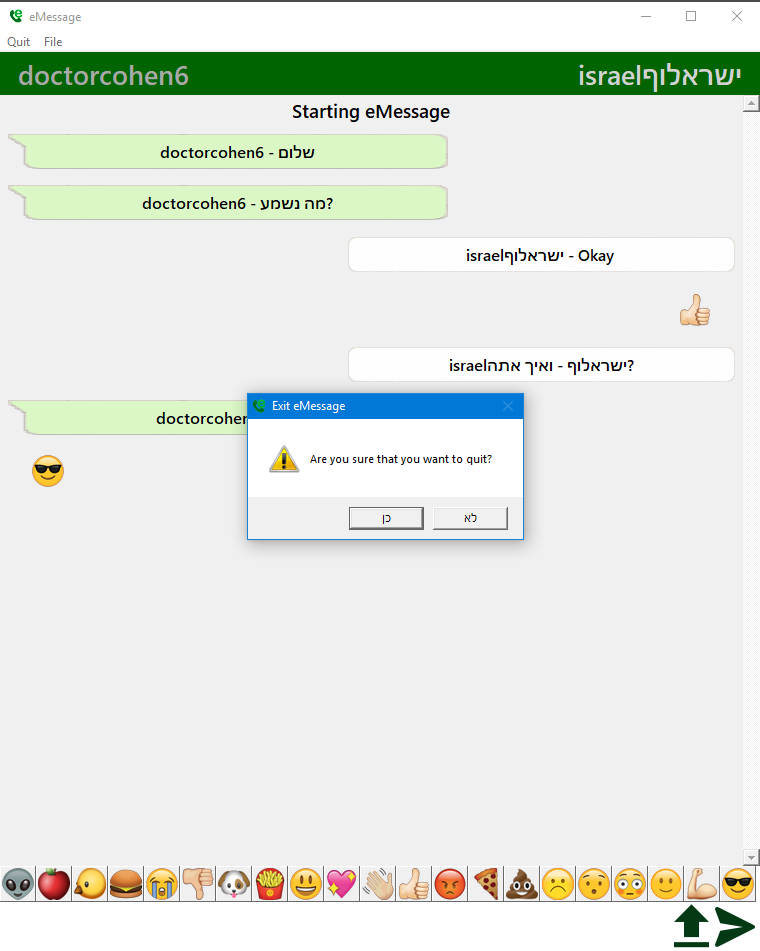 eMessage
Quit File
doctorcohen6 israelישראלוף
Starting eMessage
doctorcohen6 - שלום
doctorcohen6 - מה נשמע?
israelישראלוף - Okay
israelישראלוף - ואיך אתה?
doctorcohen
Exit eMessage
Are you sure that you want to quit?
כן לא